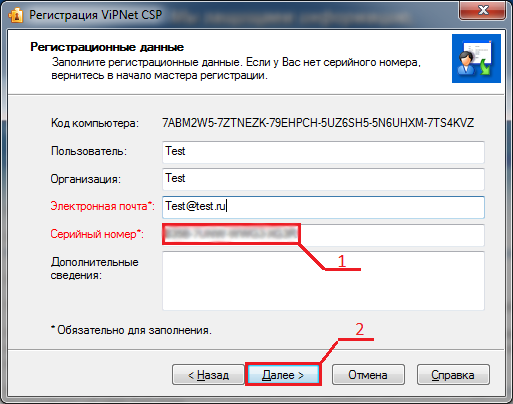 Регистрация ViPNet CSP
Регистрационные данные
Заполните регистрационные данные. Если у Вас нет серийного номера,
вернитесь в начало мастера регистрации.
Код компьютера: 7ABM2W5-7ZTNEZK-79EHPCH-5UZ6SH5-5N6UHXM-7TS4KVZ
Пользователь: Test
Организация: Test
Электронная почта*: Test@test.ru
Серийный номер*:
1
Дополнительные
сведения:
* Обязательно для заполнения.
2
< Назад Далее > Отмена Справка